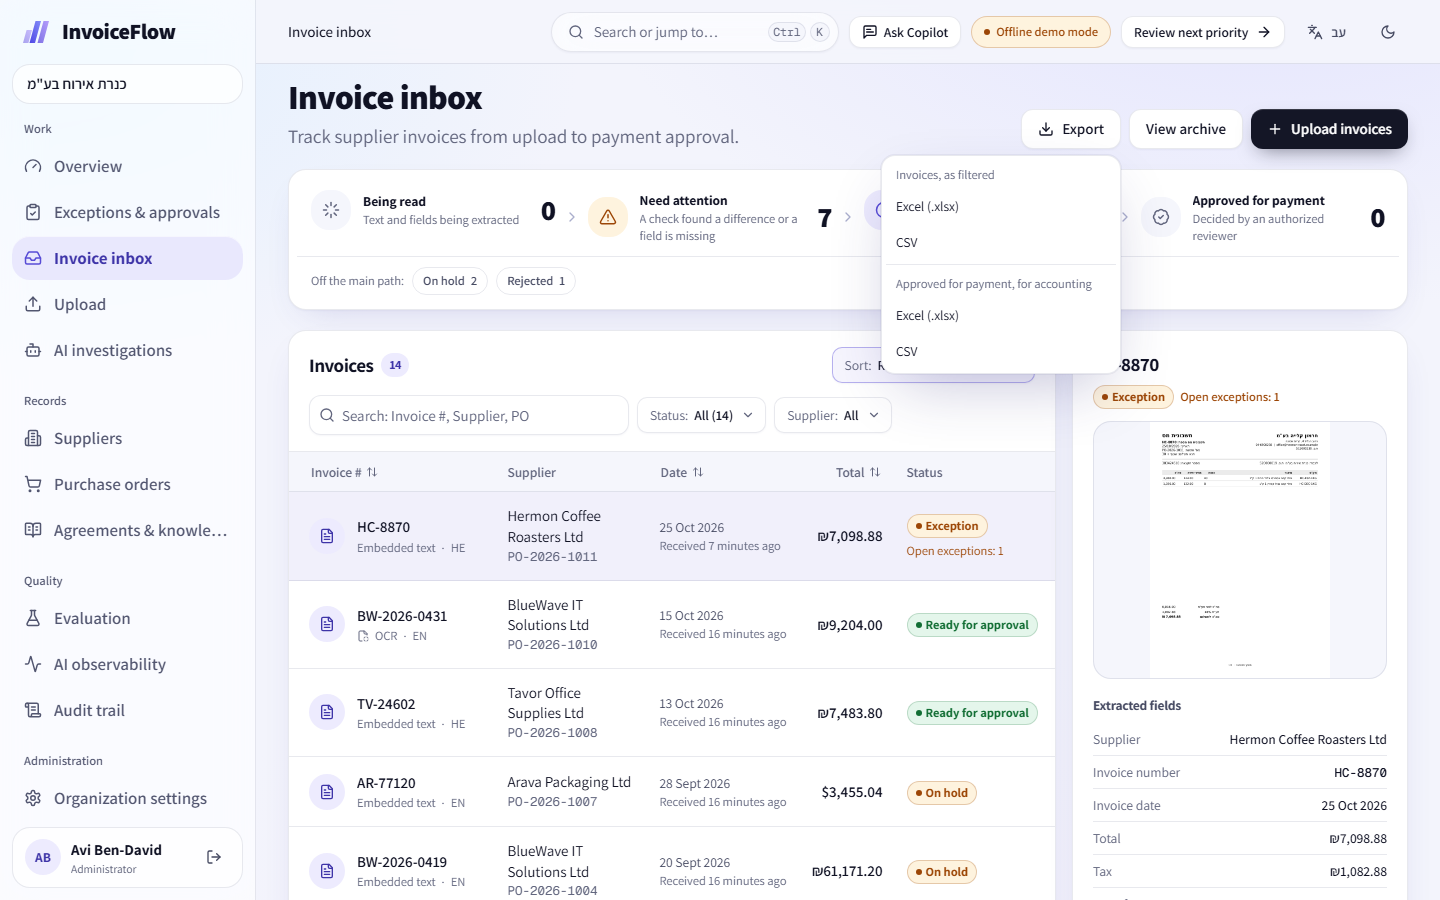 InvoiceFlow
כנרת אירוח בע"מ
Work
Overview
Exceptions & approvals
Invoice inbox
Upload
AI investigations
Records
Suppliers
Purchase orders
Agreements & knowle…
Quality
Evaluation
AI observability
Audit trail
Administration
Organization settings
AB
Avi Ben-David
Administrator
Invoice inbox
Search or jump to…
Ctrl K
Ask Copilot
Offline demo mode
Review next priority
עב
Invoice inbox
Track supplier invoices from upload to payment approval.
Export
View archive
Upload invoices
Invoices, as filtered
Excel (.xlsx)
CSV
Approved for payment, for accounting
Excel (.xlsx)
CSV
Being read
Text and fields being extracted
0
Need attention
A check found a difference or a
field is missing
7
Approved for payment
Decided by an authorized
reviewer
0
Off the main path:
On hold 2
Rejected 1
Invoices 14
Sort:
Search: Invoice #, Supplier, PO
Status: All (14)
Supplier: All
Invoice # Supplier Date Total Status
HC-8870
Embedded text · HE
Hermon Coffee
Roasters Ltd
PO-2026-1011
25 Oct 2026
Received 7 minutes ago
₪7,098.88
Exception
Open exceptions: 1
BW-2026-0431
OCR · EN
BlueWave IT
Solutions Ltd
PO-2026-1010
15 Oct 2026
Received 16 minutes ago
₪9,204.00
Ready for approval
TV-24602
Embedded text · HE
Tavor Office
Supplies Ltd
PO-2026-1008
13 Oct 2026
Received 16 minutes ago
₪7,483.80
Ready for approval
AR-77120
Embedded text · EN
Arava Packaging Ltd
PO-2026-1007
28 Sept 2026
Received 16 minutes ago
$3,455.04
On hold
BW-2026-0419
Embedded text · EN
BlueWave IT
Solutions Ltd
PO-2026-1004
20 Sept 2026
Received 16 minutes ago
₪61,171.20
On hold
-8870
Exception
Open exceptions: 1
חרמון קלייה בע"מ
חשבונית מס
Extracted fields
Supplier Hermon Coffee Roasters Ltd
Invoice number HC-8870
Invoice date 25 Oct 2026
Total ₪7,098.88
Tax ₪1,082.88